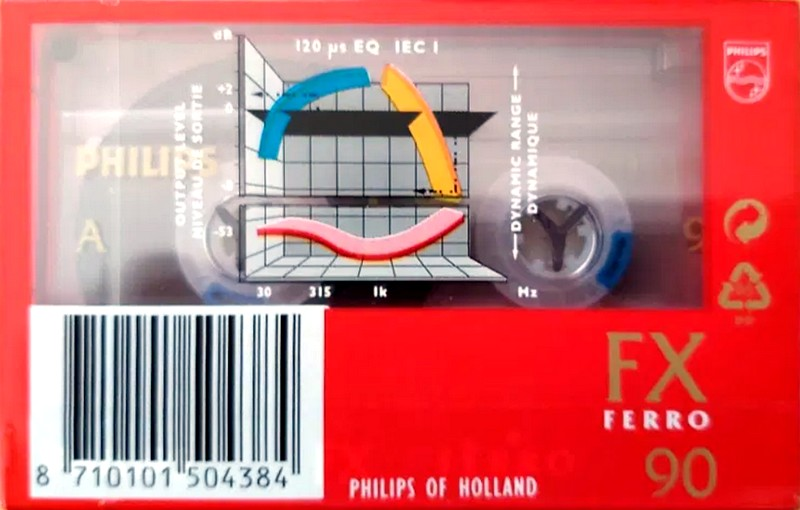 dB
120 µs EQ IEC I
PHILIPS
+2
0
OUTPUT LEVEL
NIVEAU DE SORTIE
DYNAMIC RANGE
DYNAMIQUE
PHILIPS
A
9
-6
-53
30 315 1k Hz
FX
FERRO
90
8 710101 504384
PHILIPS OF HOLLAND